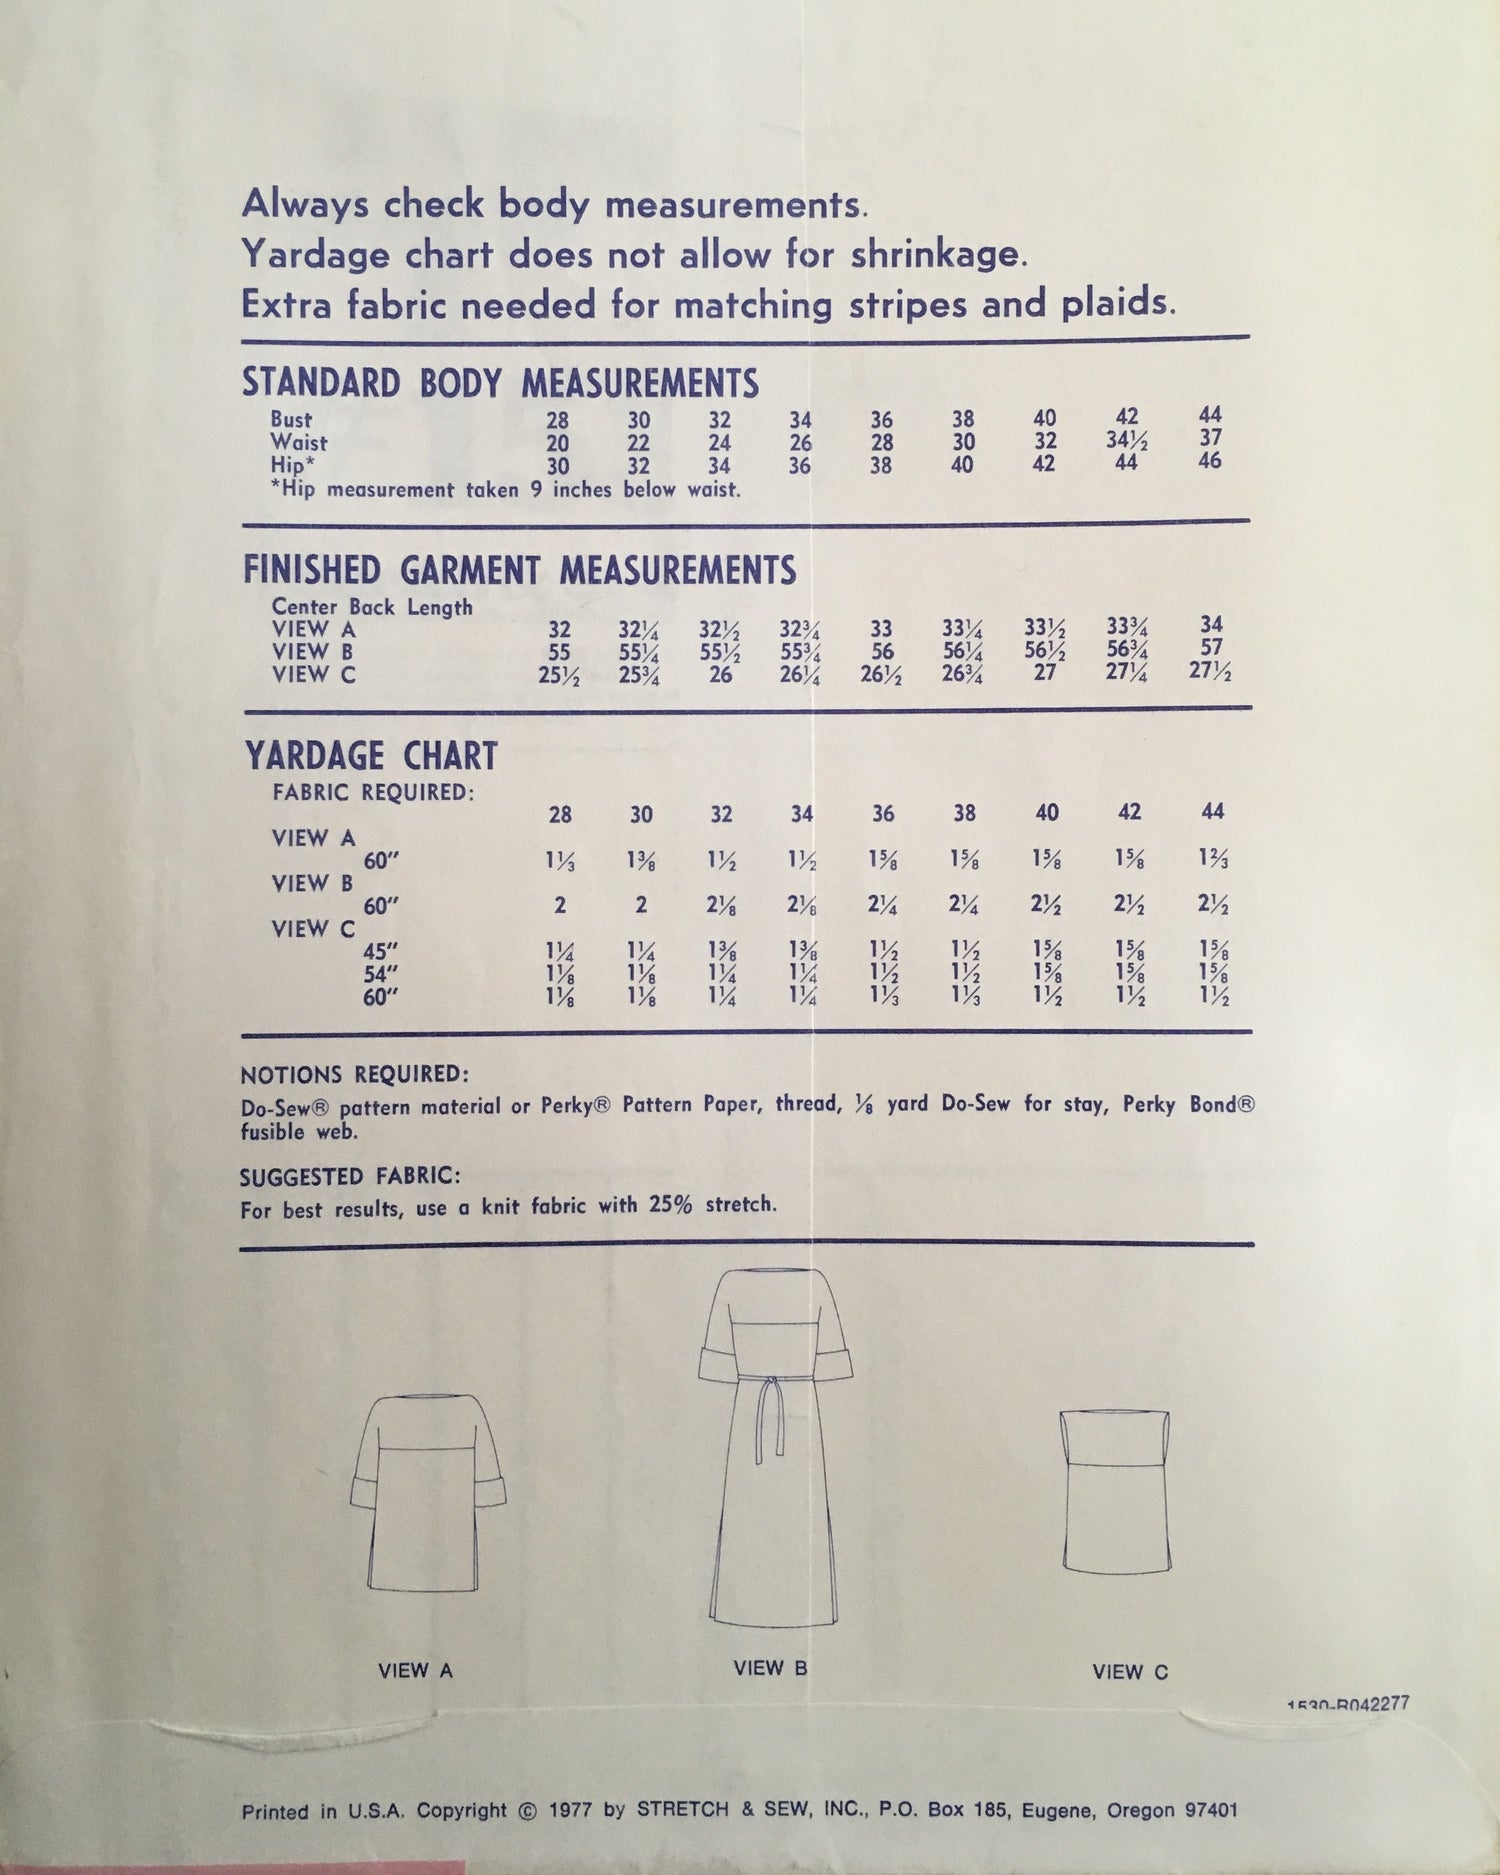 Always check body measurements.
Yardage chart does not allow for shrinkage.
Extra fabric needed for matching stripes and plaids.
STANDARD BODY MEASUREMENTS
Bust 28 30 32 34 36 38 40 42 44
Waist 20 22 24 26 28 30 32 34½ 37
Hip* 30 32 34 36 38 40 42 44 46
*Hip measurement taken 9 inches below waist.
FINISHED GARMENT MEASUREMENTS
Center Back Length
VIEW A 32 32¼ 32½ 32¾ 33 33¼ 33½ 33¾ 34
VIEW B 55 55¼ 55½ 55¾ 56 56¼ 56½ 56¾ 57
VIEW C 25½ 25¾ 26 26¼ 26½ 26¾ 27 27¼ 27½
YARDAGE CHART
FABRIC REQUIRED:
28 30 32 34 36 38 40 42 44
VIEW A
60″ 1⅓ 1⅜ 1½ 1½ 1⅝ 1⅝ 1⅝ 1⅝ 1⅔
VIEW B
60″ 2 2 2⅛ 2⅛ 2¼ 2¼ 2½ 2½ 2½
VIEW C
45″ 1¼ 1¼ 1⅜ 1⅜ 1½ 1½ 1⅝ 1⅝ 1⅝
54″ 1⅛ 1⅛ 1¼ 1¼ 1½ 1½ 1⅝ 1⅝ 1⅝
60″ 1⅛ 1⅛ 1¼ 1¼ 1⅓ 1⅓ 1½ 1½ 1½
NOTIONS REQUIRED:
Do-Sew® pattern material or Perky® Pattern Paper, thread, ⅛ yard Do-Sew for stay, Perky Bond®
fusible web.
SUGGESTED FABRIC:
For best results, use a knit fabric with 25% stretch.
VIEW A VIEW B VIEW C
1530-R042277
Printed in U.S.A. Copyright © 1977 by STRETCH & SEW, INC., P.O. Box 185, Eugene, Oregon 97401